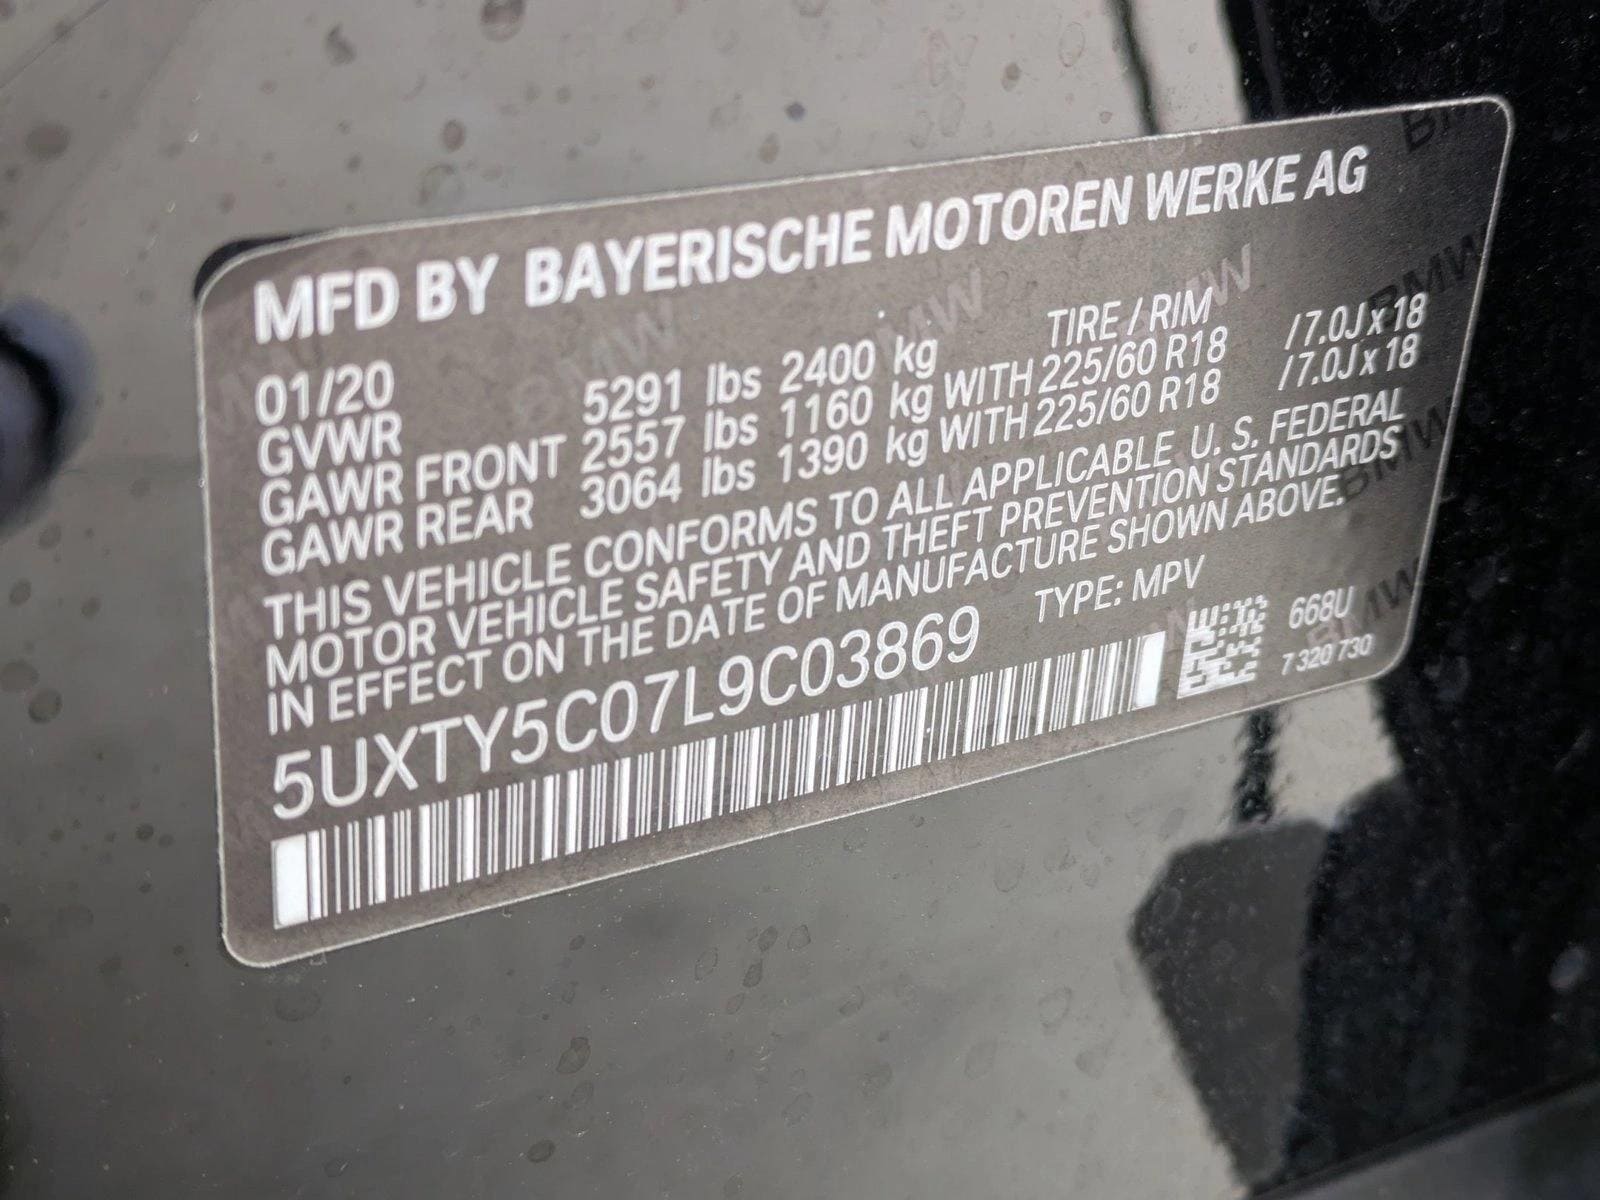 MFD BY BAYERISCHE MOTOREN WERKE AG
01/20 TIRE / RIM
GVWR 5291 lbs 2400 kg
GAWR FRONT 2557 lbs 1160 kg WITH 225/60 R18 /7.0J x 18
GAWR REAR 3064 lbs 1390 kg WITH 225/60 R18 /7.0J x 18
THIS VEHICLE CONFORMS TO ALL APPLICABLE U. S. FEDERAL
MOTOR VEHICLE SAFETY AND THEFT PREVENTION STANDARDS
IN EFFECT ON THE DATE OF MANUFACTURE SHOWN ABOVE.
5UXTY5C07L9C03869 TYPE: MPV
668U
7 320 730